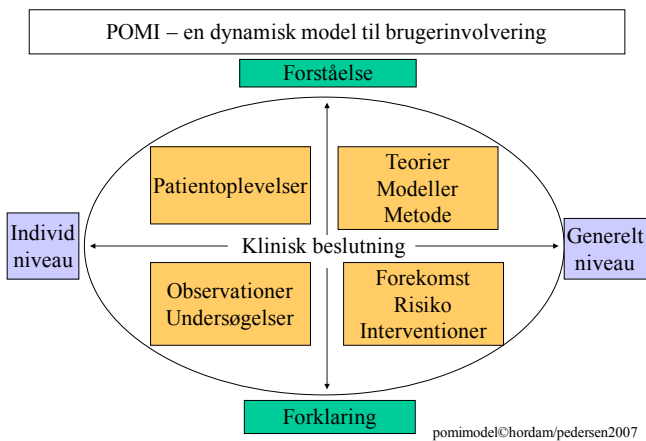 POMI – en dynamisk model til brugerinvolvering
Forståelse
Patientoplevelser
Teorier
Modeller
Metode
Individ
niveau
Klinisk beslutning
Generelt
niveau
Observationer
Undersøgelser
Forekomst
Risiko
Interventioner
Forklaring
pomimodel©hordam/pedersen2007